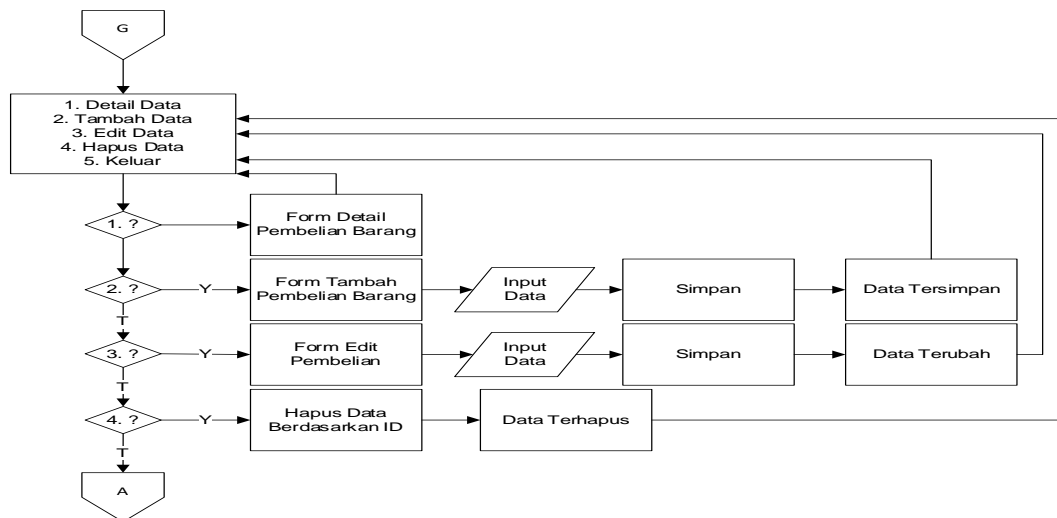 G
1. Detail Data
2. Tambah Data
3. Edit Data
4. Hapus Data
5. Keluar
1. ?
Form Detail
Pembelian Barang
2. ?
Y
Form Tambah
Pembelian Barang
Input
Data
Simpan
Data Tersimpan
T
3. ?
Y
Form Edit
Pembelian
Input
Data
Simpan
Data Terubah
T
4. ?
Y
Hapus Data
Berdasarkan ID
Data Terhapus
T
A